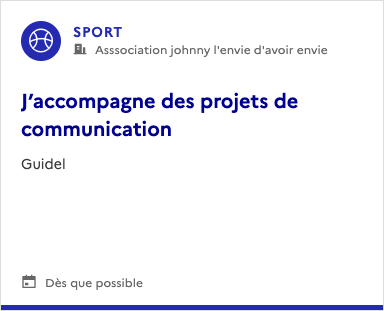 SPORT
Asssociation johnny l'envie d'avoir envie
J’accompagne des projets de
communication
Guidel
Dès que possible